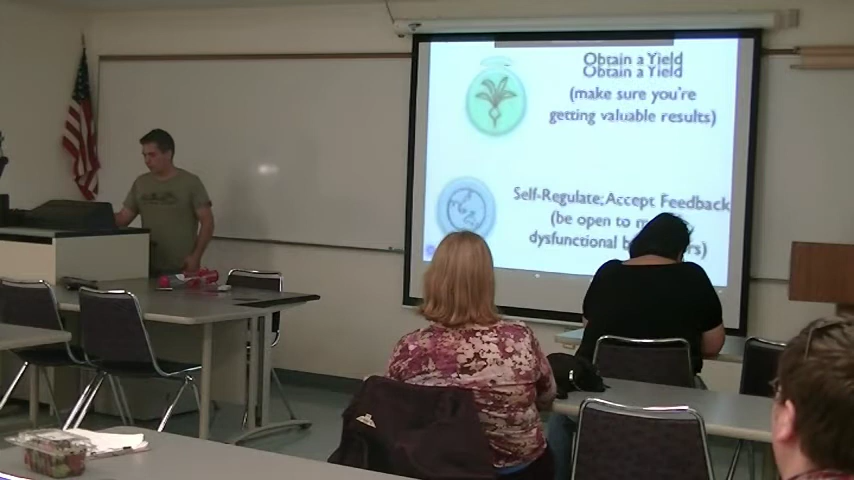 Obtain a Yield
Obtain a Yield
(make sure you're
getting valuable results)
Self-Regulate; Accept Feedback
(be open to
dysfunctional